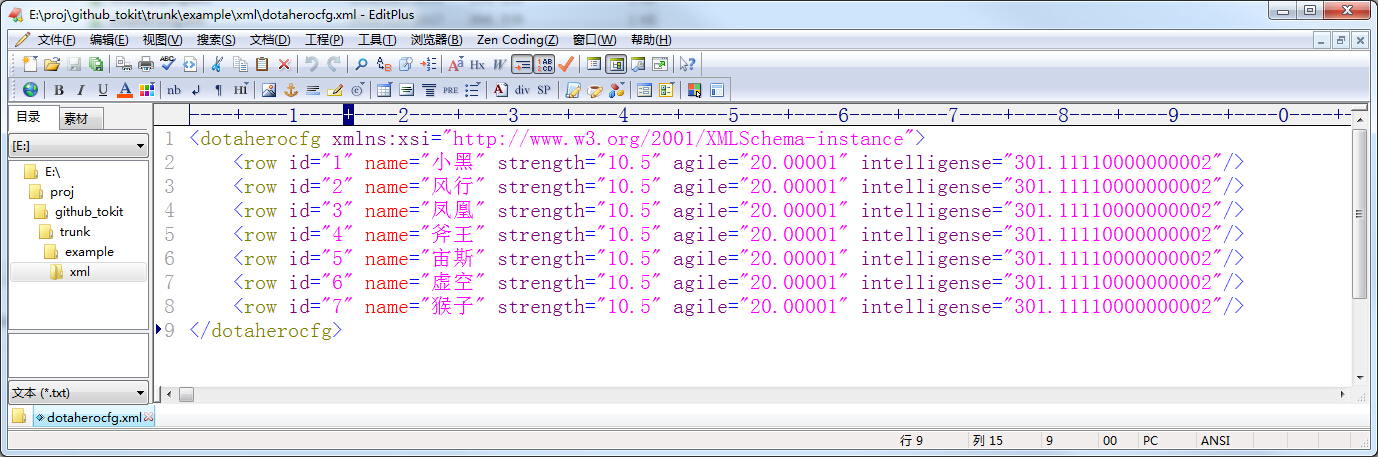 E:\proj\github_tokit\trunk\example\xml\dotaherocfg.xml - EditPlus
文件(F) 编辑(E) 视图(V) 搜索(S) 文档(D) 工程(P) 工具(T) 浏览器(B) Zen Coding(Z) 窗口(W) 帮助(H)
B I U A nb ¶ HI div SP
目录 素材
----+----1----+----2----+----3----+----4----+----5----+----6----+----7----+----8----+----9----+----0----+--
[E:]
E:\
proj
github_tokit
trunk
example
xml
文本 (*.txt)
1 <dotaherocfg xmlns:xsi="http://www.w3.org/2001/XMLSchema-instance">
2 <row id="1" name="小黑" strength="10.5" agile="20.00001" intelligense="301.11110000000002"/>
3 <row id="2" name="风行" strength="10.5" agile="20.00001" intelligense="301.11110000000002"/>
4 <row id="3" name="凤凰" strength="10.5" agile="20.00001" intelligense="301.11110000000002"/>
5 <row id="4" name="斧王" strength="10.5" agile="20.00001" intelligense="301.11110000000002"/>
6 <row id="5" name="宙斯" strength="10.5" agile="20.00001" intelligense="301.11110000000002"/>
7 <row id="6" name="虚空" strength="10.5" agile="20.00001" intelligense="301.11110000000002"/>
8 <row id="7" name="猴子" strength="10.5" agile="20.00001" intelligense="301.11110000000002"/>
9 </dotaherocfg>
dotaherocfg.xml
行 9 列 15 9 00 PC ANSI